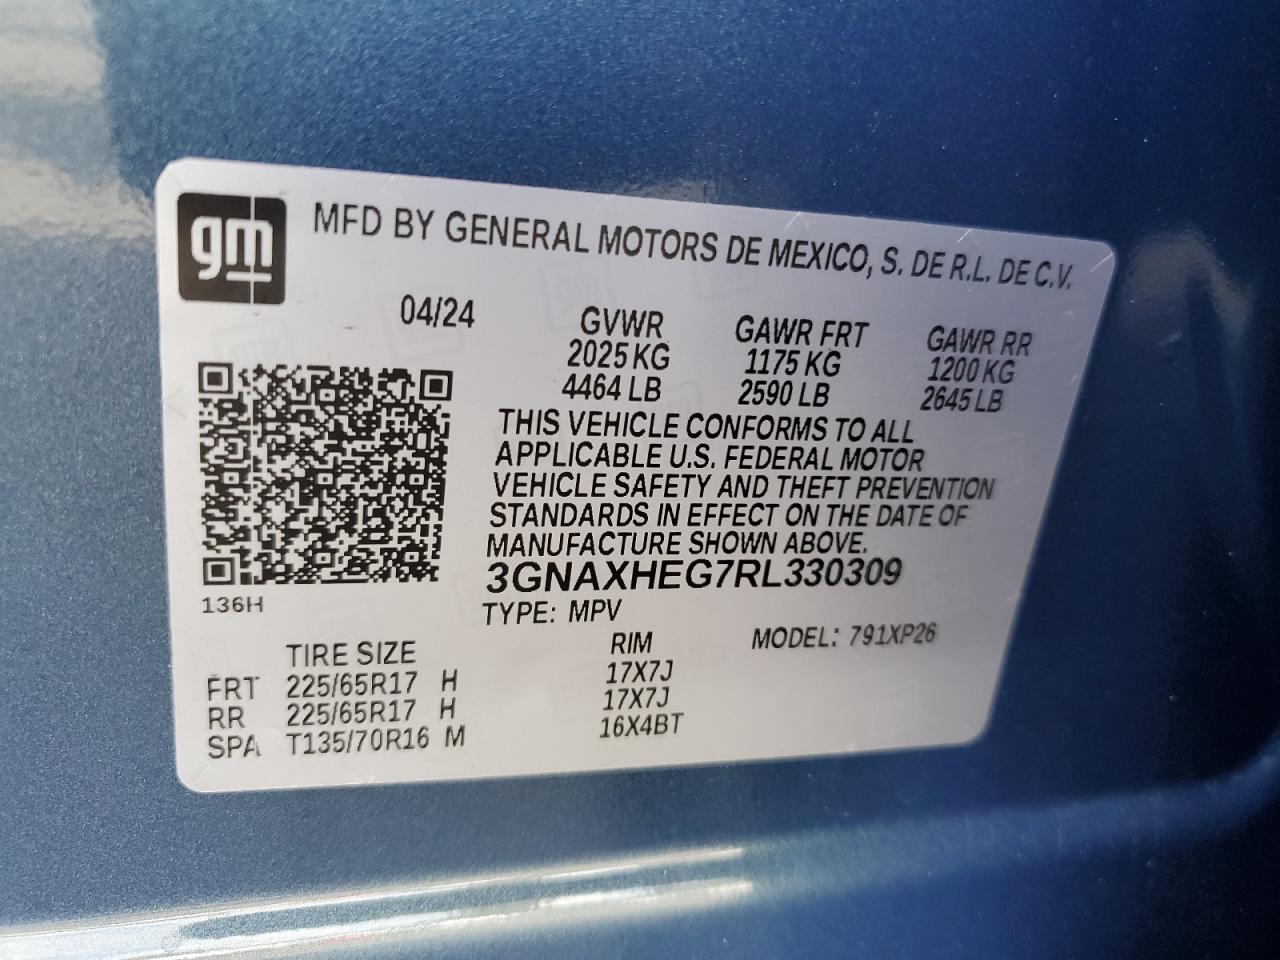 gm
MFD BY GENERAL MOTORS DE MEXICO, S. DE R.L. DE C.V.
04/24 GVWR GAWR FRT GAWR RR
2025 KG 1175 KG 1200 KG
4464 LB 2590 LB 2645 LB
THIS VEHICLE CONFORMS TO ALL
APPLICABLE U.S. FEDERAL MOTOR
VEHICLE SAFETY AND THEFT PREVENTION
STANDARDS IN EFFECT ON THE DATE OF
MANUFACTURE SHOWN ABOVE.
3GNAXHEG7RL330309
136H
TYPE: MPV
TIRE SIZE RIM MODEL: 791XP26
FRT 225/65R17 H 17X7J
RR 225/65R17 H 17X7J
SPA T135/70R16 M 16X4BT